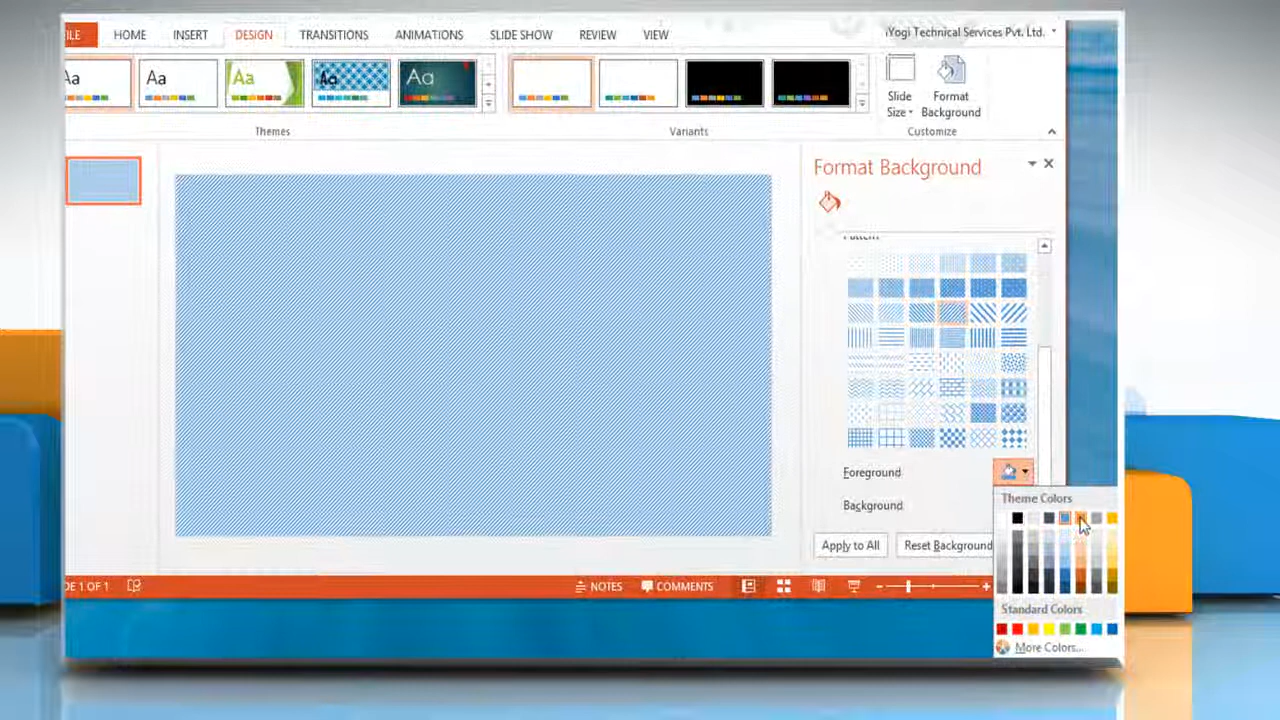 ILE HOME INSERT DESIGN TRANSITIONS ANIMATIONS SLIDE SHOW REVIEW VIEW iYogi Technical Services Pvt. Ltd.
Aa Aa Aa Aa Aa
Slide Size
Format Background
Themes Variants Customize
Format Background
Pattern
Foreground
Background
Theme Colors
Apply to All Reset Background
DE 1 OF 1 NOTES COMMENTS
Standard Colors
More Colors...